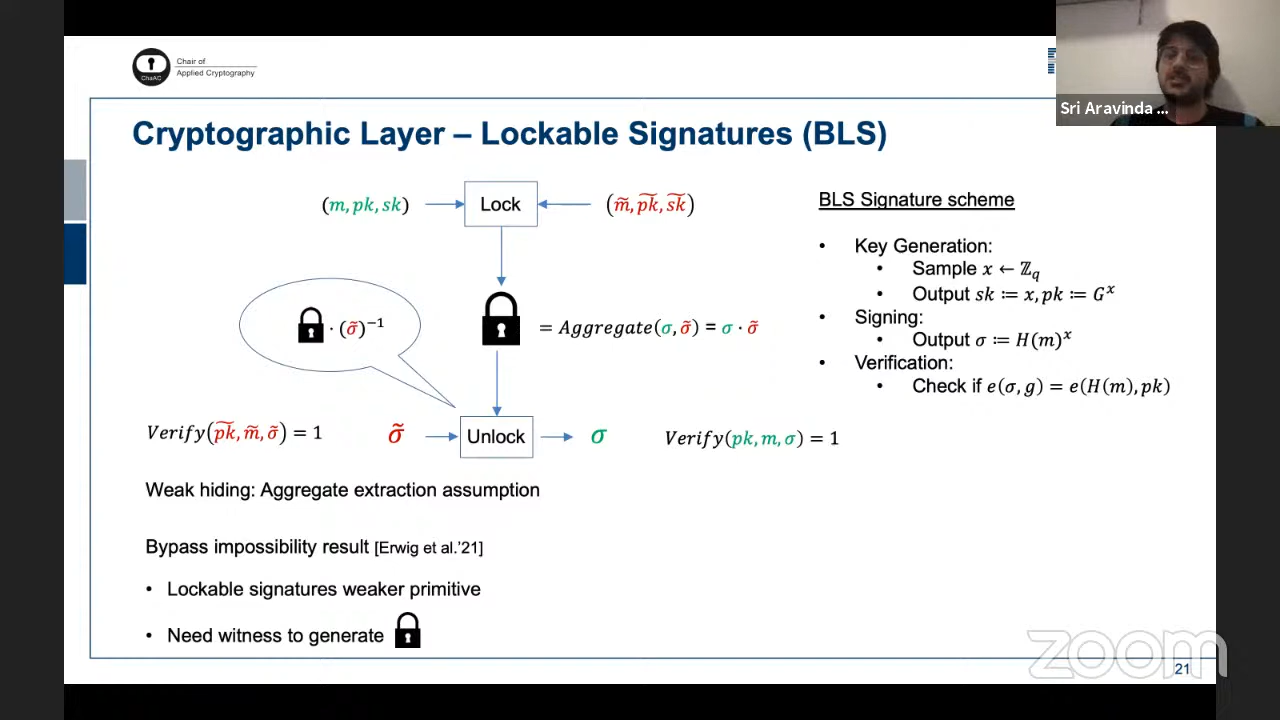 Chair of
Applied Cryptography
ChaAC
Sri Aravinda ...
Cryptographic Layer – Lockable Signatures (BLS)
(m, pk, sk)
Lock
(m̃, p͠k, s͠k)
🔒 · (σ̃)⁻¹
= Aggregate(σ, σ̃) = σ · σ̃
Verify(p͠k, m̃, σ̃) = 1
σ̃
Unlock
σ
Verify(pk, m, σ) = 1
BLS Signature scheme
• Key Generation:
• Sample x ← ℤ_q
• Output sk ≔ x, pk ≔ Gˣ
• Signing:
• Output σ ≔ H(m)ˣ
• Verification:
• Check if e(σ, g) = e(H(m), pk)
Weak hiding: Aggregate extraction assumption
Bypass impossibility result [Erwig et al.'21]
• Lockable signatures weaker primitive
• Need witness to generate
zoom
21